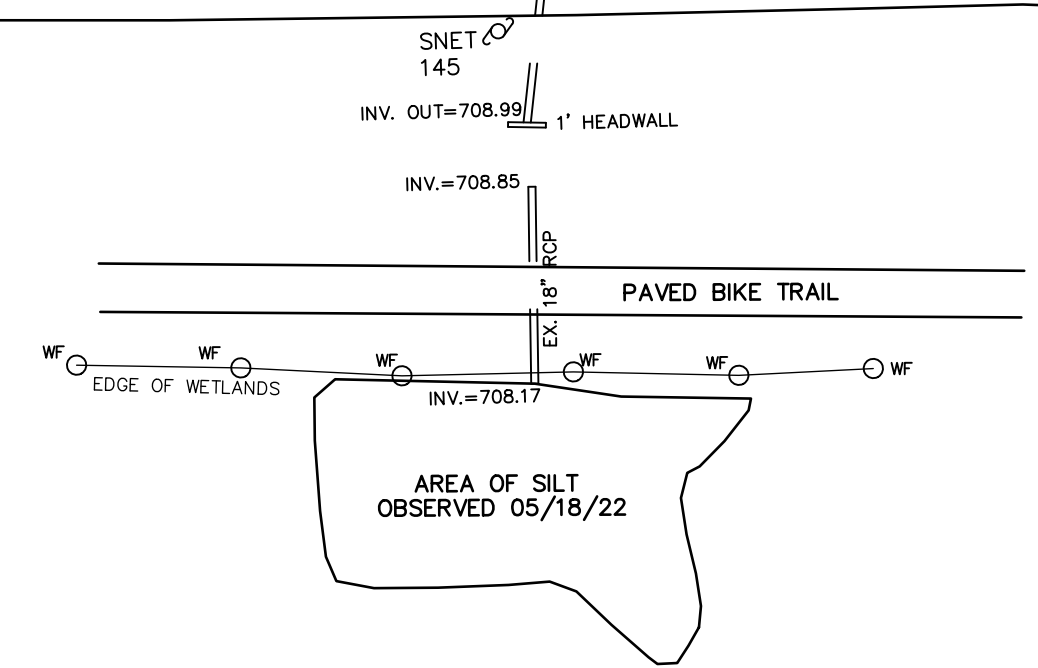 SNET
145
INV. OUT=708.99
1' HEADWALL
INV.=708.85
EX. 18" RCP
PAVED BIKE TRAIL
WF
WF
WF
WF
WF
WF
EDGE OF WETLANDS
INV.=708.17
AREA OF SILT
OBSERVED 05/18/22